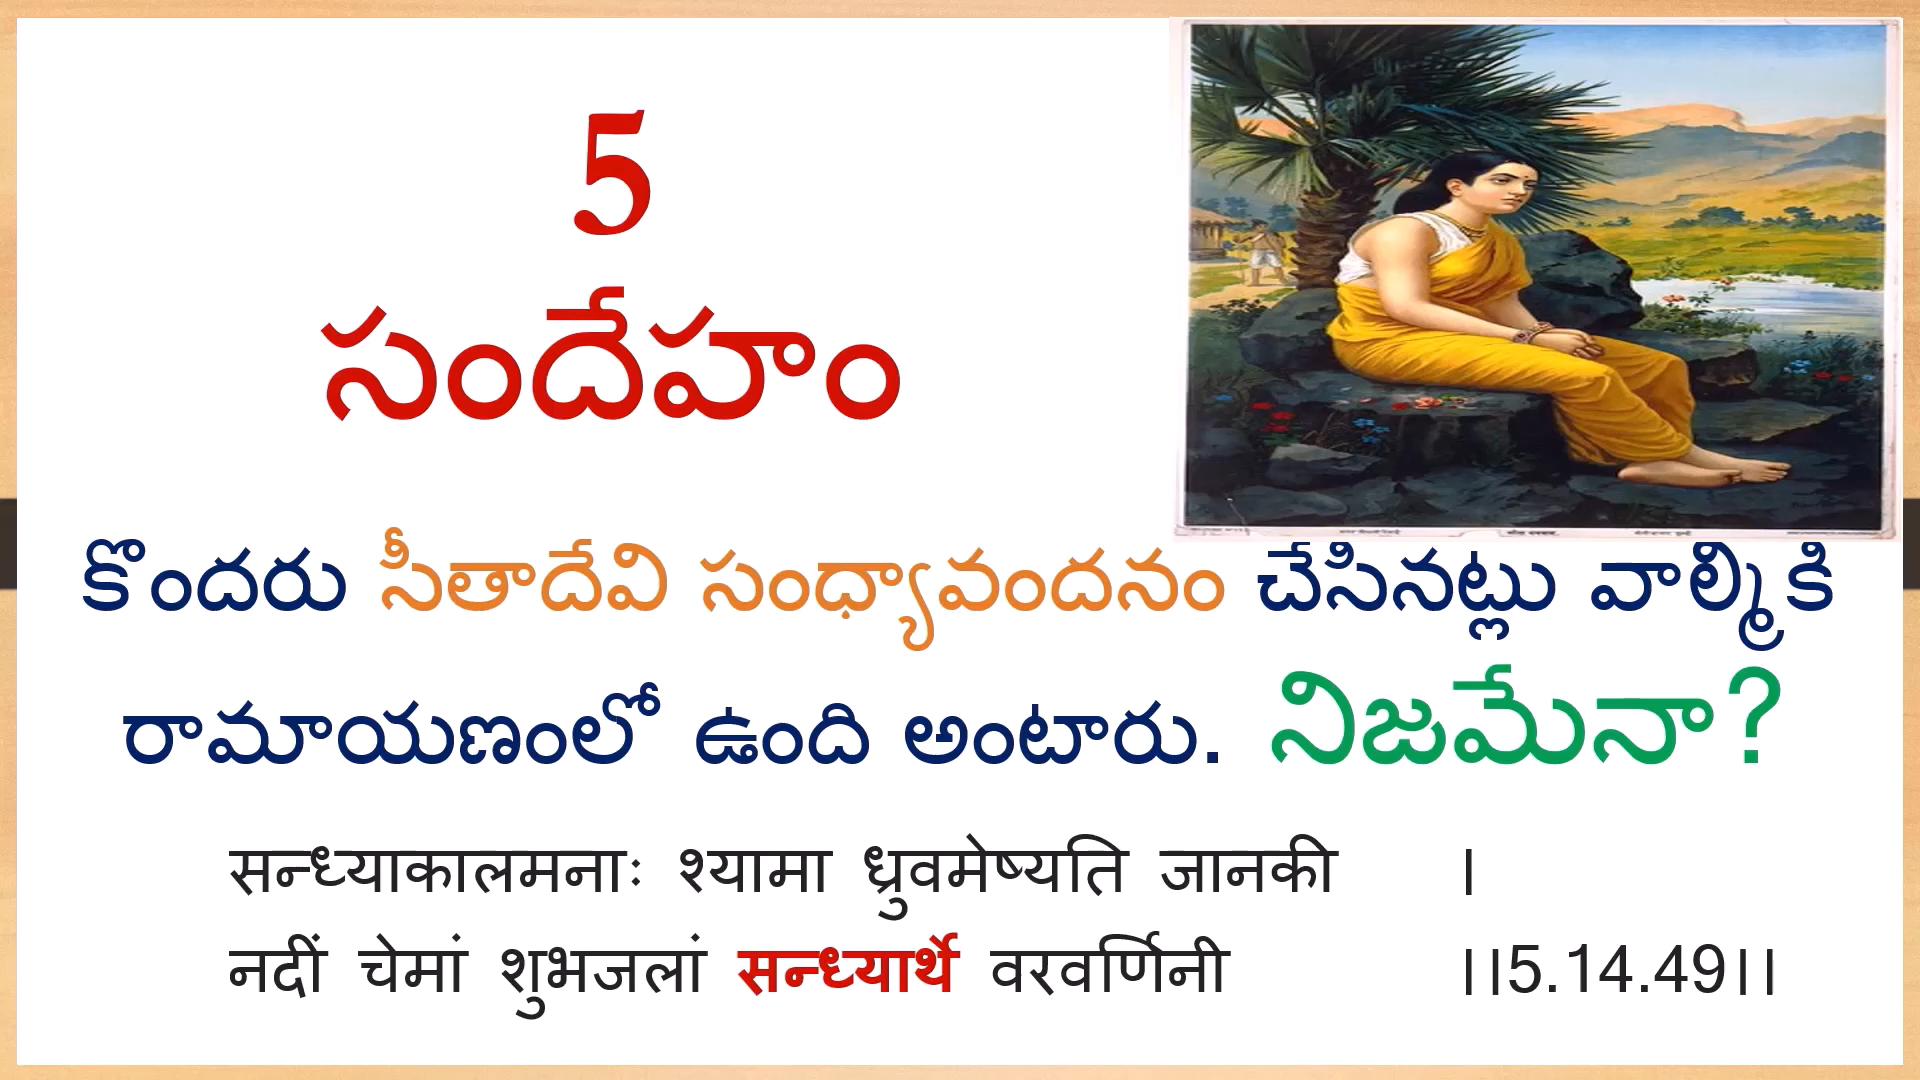 5
సందేహం
కొందరు సీతాదేవి సంధ్యావందనం చేసినట్లు వాల్మికి
రామాయణంలో ఉంది అంటారు. నిజమేనా?
सन्ध्याकालमनाः श्यामा ध्रुवमेष्यति जानकी ।
नदीं चेमां शुभजलां सन्ध्यार्थे वरवर्णिनी ।।5.14.49।।